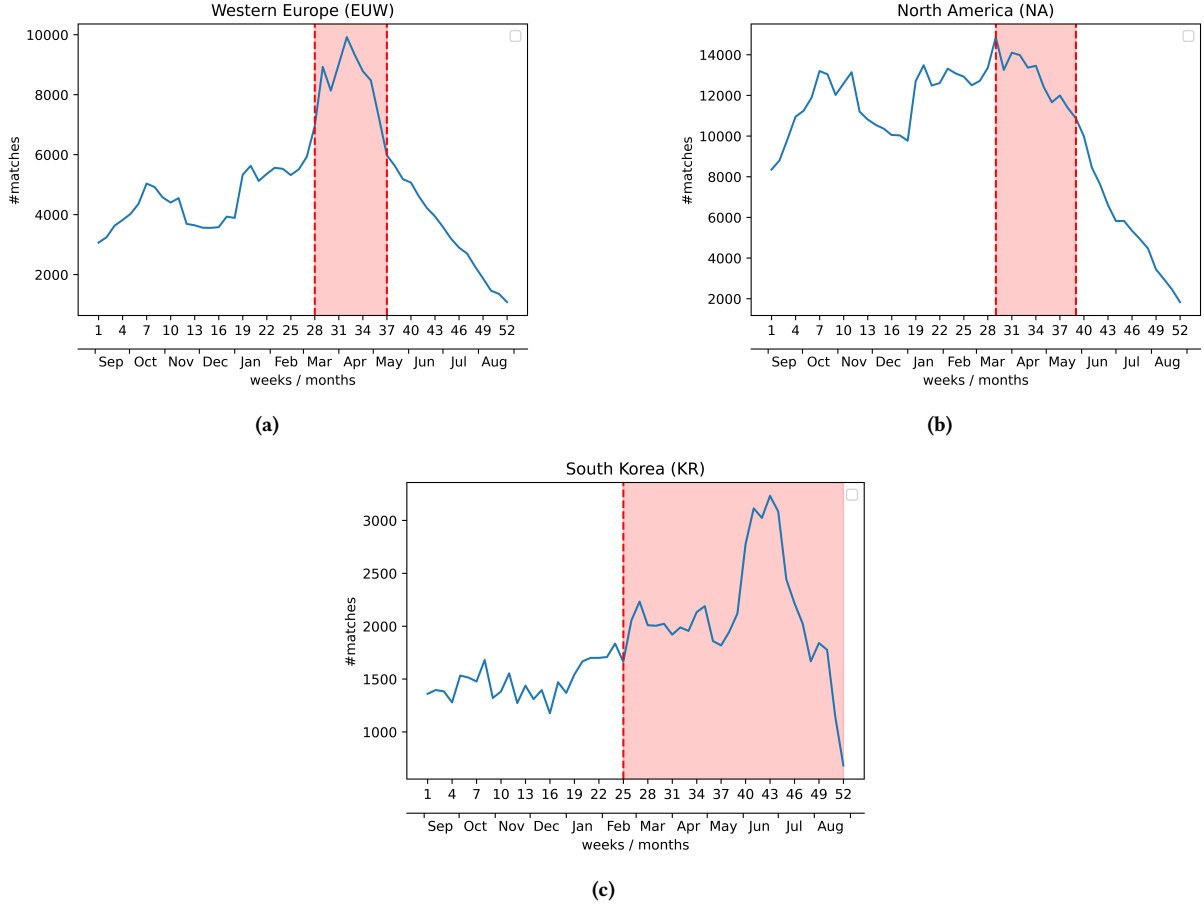 Western Europe (EUW)
10000
8000
6000
4000
2000
#matches
1 4 7 10 13 16 19 22 25 28 31 34 37 40 43 46 49 52
Sep Oct Nov Dec Jan Feb Mar Apr May Jun Jul Aug
weeks / months
(a)
North America (NA)
14000
12000
10000
8000
6000
4000
2000
#matches
1 4 7 10 13 16 19 22 25 28 31 34 37 40 43 46 49 52
Sep Oct Nov Dec Jan Feb Mar Apr May Jun Jul Aug
weeks / months
(b)
South Korea (KR)
3000
2500
2000
1500
1000
#matches
1 4 7 10 13 16 19 22 25 28 31 34 37 40 43 46 49 52
Sep Oct Nov Dec Jan Feb Mar Apr May Jun Jul Aug
weeks / months
(c)